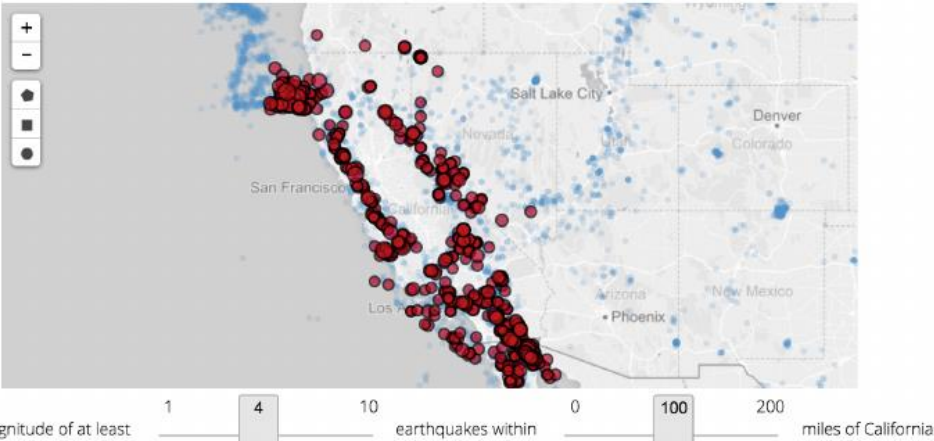 +
−
Wyoming
Salt Lake City
Denver
Nevada
Utah
Colorado
San Francisco
California
Los
Arizona
New Mexico
Phoenix
1 4 10 0 100 200
gnitude of at least earthquakes within miles of California